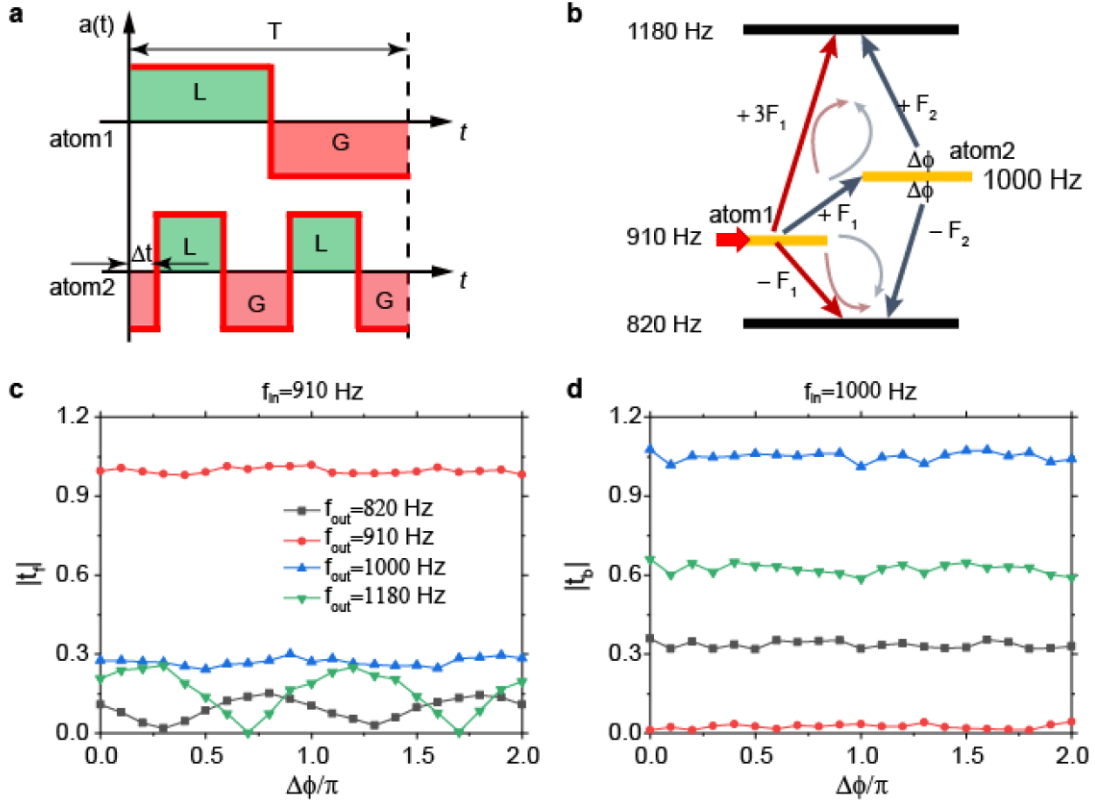 a
a(t)
T
L
atom1
G
t
Δt
L
L
atom2
G
G
t
b
1180 Hz
+ 3F₁
+ F₂
Δϕ
atom2
Δϕ
1000 Hz
atom1
+ F₁
910 Hz
− F₂
− F₁
820 Hz
c
fin=910 Hz
1.2
0.9
0.6
0.3
0.0
|tf|
fout=820 Hz
fout=910 Hz
fout=1000 Hz
fout=1180 Hz
0.0 0.5 1.0 1.5 2.0
Δϕ/π
d
fin=1000 Hz
1.2
0.9
0.6
0.3
0.0
|tb|
0.0 0.5 1.0 1.5 2.0
Δϕ/π